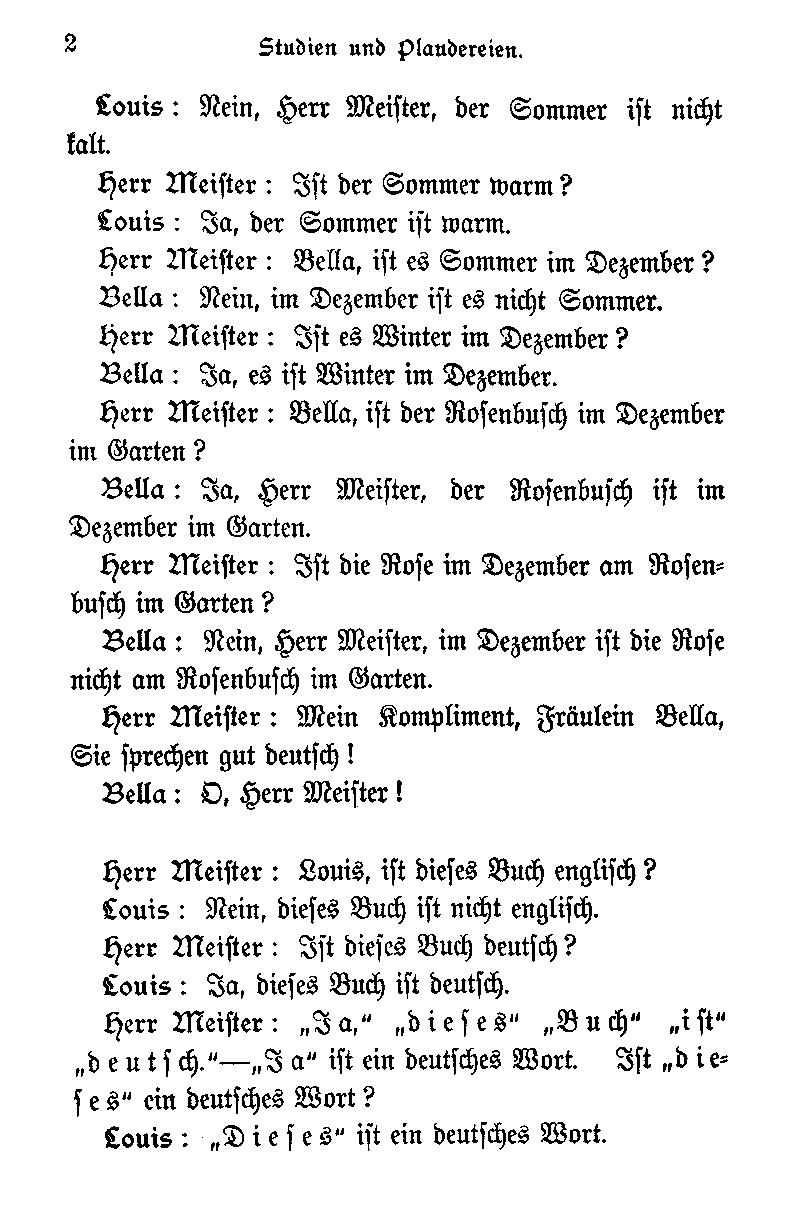 2 Studien und Plaudereien.
Louis: Nein, Herr Meister, der Sommer ist nicht
kalt.
Herr Meister: Ist der Sommer warm?
Louis: Ja, der Sommer ist warm.
Herr Meister: Bella, ist es Sommer im Dezember?
Bella: Nein, im Dezember ist es nicht Sommer.
Herr Meister: Ist es Winter im Dezember?
Bella: Ja, es ist Winter im Dezember.
Herr Meister: Bella, ist der Rosenbusch im Dezember
im Garten?
Bella: Ja, Herr Meister, der Rosenbusch ist im
Dezember im Garten.
Herr Meister: Ist die Rose im Dezember am Rosen-
busch im Garten?
Bella: Nein, Herr Meister, im Dezember ist die Rose
nicht am Rosenbusch im Garten.
Herr Meister: Mein Kompliment, Fräulein Bella,
Sie sprechen gut deutsch!
Bella: O, Herr Meister!
Herr Meister: Louis, ist dieses Buch englisch?
Louis: Nein, dieses Buch ist nicht englisch.
Herr Meister: Ist dieses Buch deutsch?
Louis: Ja, dieses Buch ist deutsch.
Herr Meister: „Ja,“ „dieses“ „Buch“ „ist“
„deutsch.“—„Ja“ ist ein deutsches Wort. Ist „die-
ses“ ein deutsches Wort?
Louis: „Dieses“ ist ein deutsches Wort.